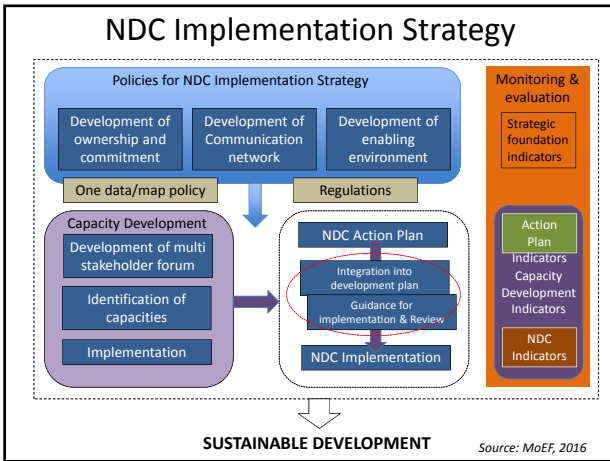 NDC Implementation Strategy
Policies for NDC Implementation Strategy
Development of
ownership and
commitment
Development of
Communication
network
Development of
enabling
environment
One data/map policy
Regulations
Capacity Development
Development of multi
stakeholder forum
Identification of
capacities
Implementation
NDC Action Plan
Integration into
development plan
Guidance for
implementation & Review
NDC Implementation
Monitoring &
evaluation
Strategic
foundation
indicators
Action
Plan
Indicators
Capacity
Development
Indicators
NDC
Indicators
SUSTAINABLE DEVELOPMENT
Source: MoEF, 2016